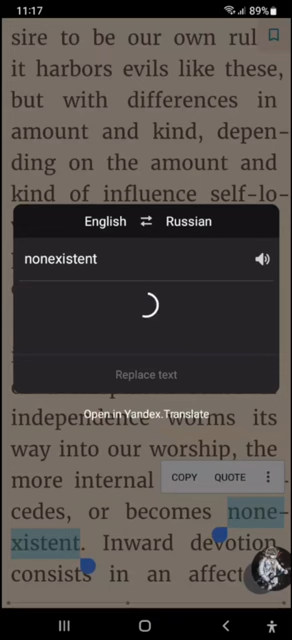 11:17
89%
sire to be our own rul
it harbors evils like these,
but with differences in
amount and kind, depen-
ding on the amount and
kind of influence self-lo-
English Russian
nonexistent
Replace text
Open in Yandex.Translate
independence worms its
way into our worship, the
more internal
COPY QUOTE
cedes, or becomes none-
xistent. Inward devotion
consists in an affect